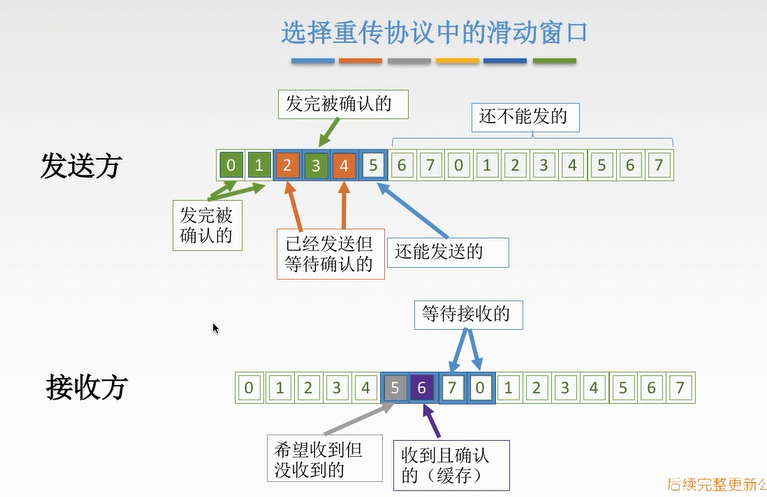 选择重传协议中的滑动窗口
发完被确认的
还不能发的
发送方
0 1 2 3 4 5 6 7 0 1 2 3 4 5 6 7
发完被
确认的
已经发送但
等待确认的
还能发送的
等待接收的
接收方
0 1 2 3 4 5 6 7 0 1 2 3 4 5 6 7
希望收到但
没收到的
收到且确认
的（缓存）
后续完整更新么